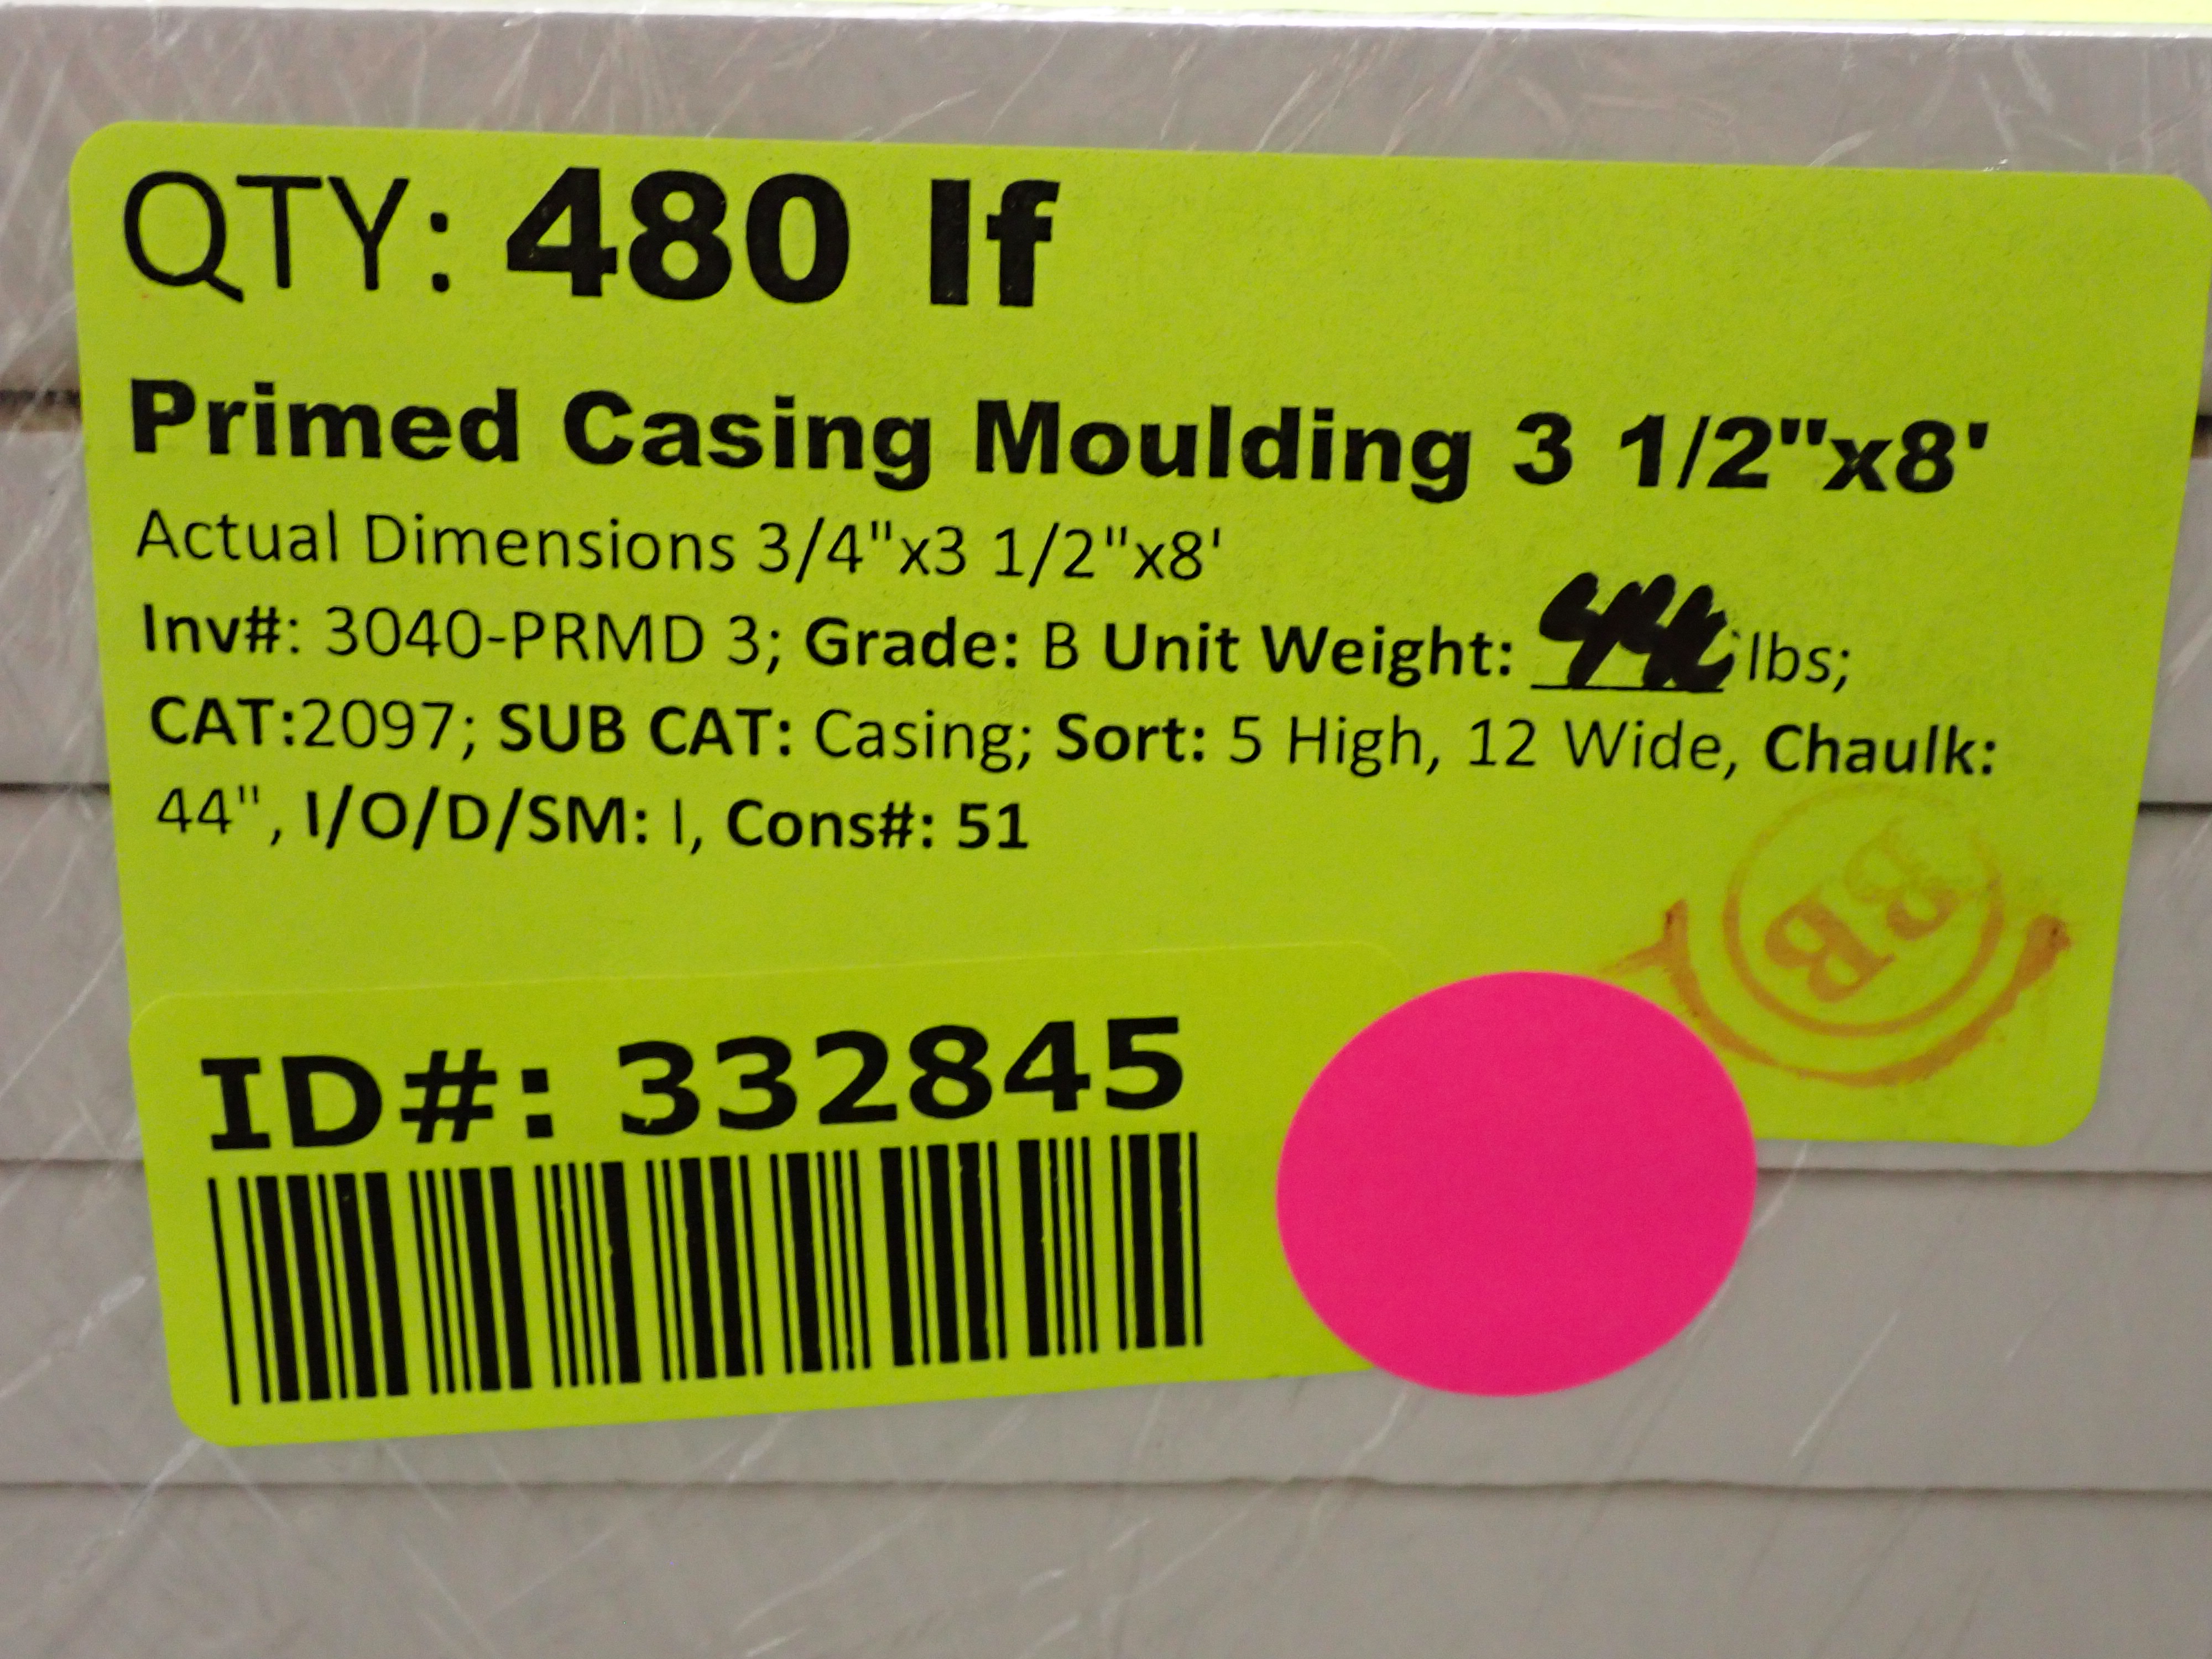 QTY: 480 lf
Primed Casing Moulding 3 1/2"x8'
Actual Dimensions 3/4"x3 1/2"x8'
Inv#: 3040-PRMD 3; Grade: B Unit Weight: lbs;
CAT:2097; SUB CAT: Casing; Sort: 5 High, 12 Wide, Chaulk:
44", I/O/D/SM: I, Cons#: 51
ID#: 332845